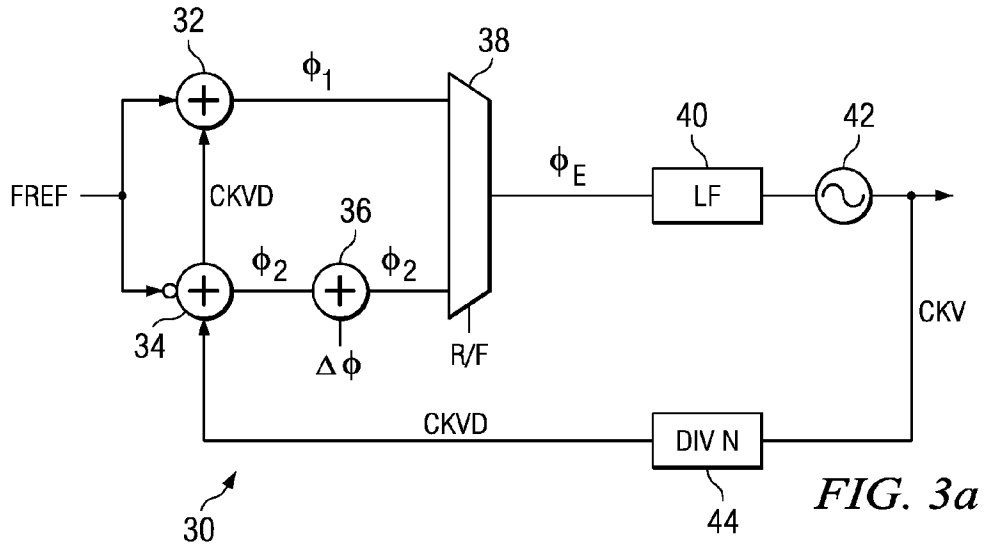 32
ϕ1
38
40
42
FREF
CKVD
ϕE
LF
36
ϕ2
ϕ2
34
Δϕ
R/F
CKV
CKVD
DIV N
30
44
FIG. 3a